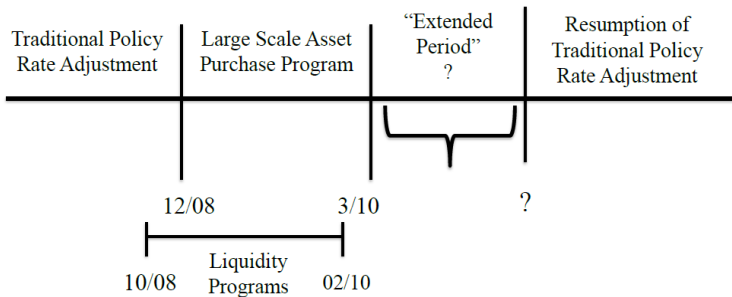 Traditional Policy
Rate Adjustment
Large Scale Asset
Purchase Program
“Extended
Period”
?
Resumption of
Traditional Policy
Rate Adjustment
12/08
3/10
?
10/08
Liquidity
Programs
02/10